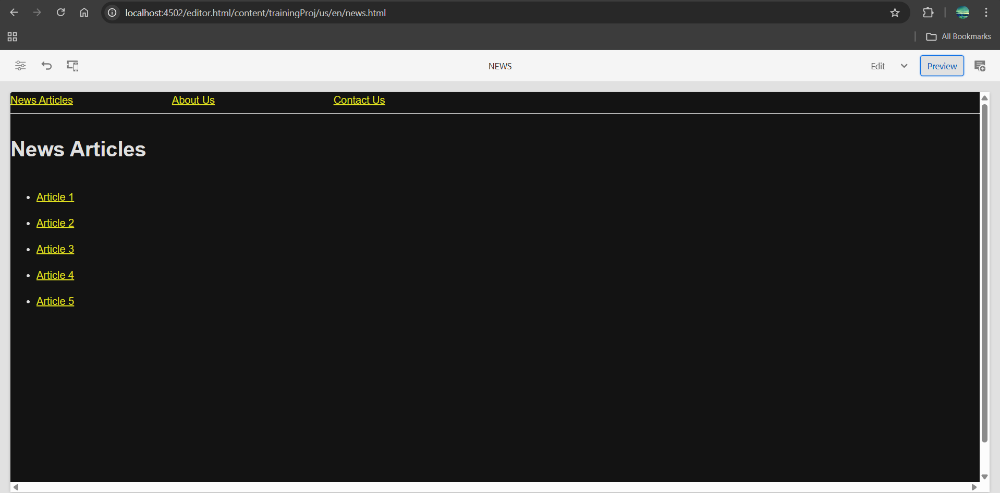 localhost:4502/editor.html/content/trainingProj/us/en/news.html
All Bookmarks
NEWS
Edit
Preview
News Articles
About Us
Contact Us
News Articles
Article 1
Article 2
Article 3
Article 4
Article 5